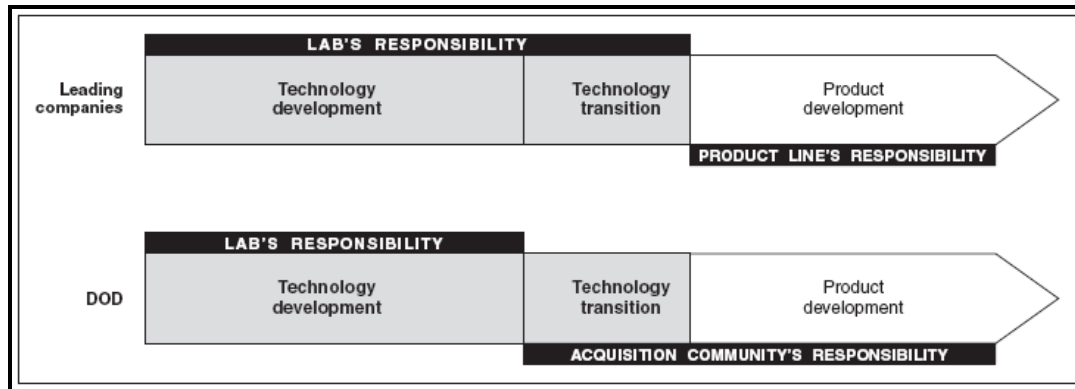 LAB'S RESPONSIBILITY
Leading
companies
Technology
development
Technology
transition
Product
development
PRODUCT LINE'S RESPONSIBILITY
LAB'S RESPONSIBILITY
DOD
Technology
development
Technology
transition
Product
development
ACQUISITION COMMUNITY'S RESPONSIBILITY